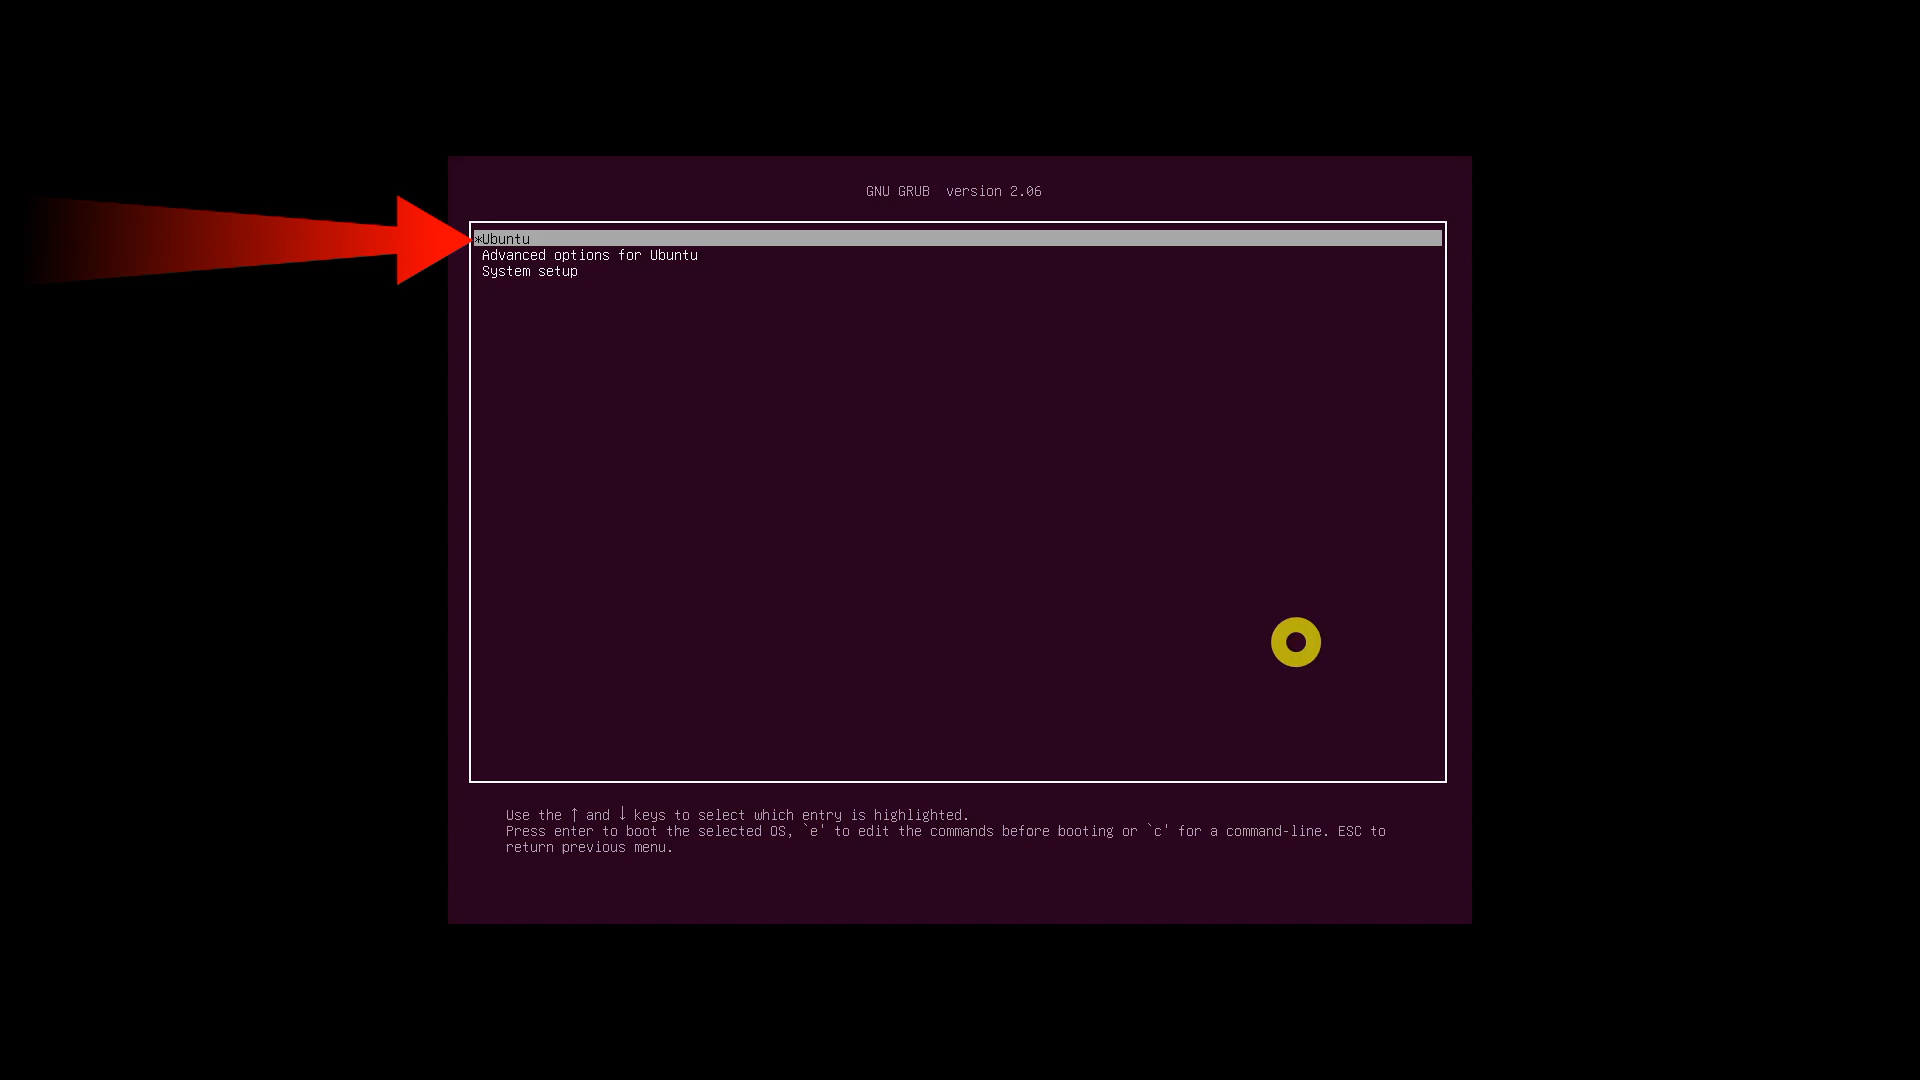 GNU GRUB  version 2.06
*Ubuntu
Advanced options for Ubuntu
System setup
Use the ↑ and ↓ keys to select which entry is highlighted.
Press enter to boot the selected OS, `e' to edit the commands before booting or `c' for a command-line. ESC to
return previous menu.